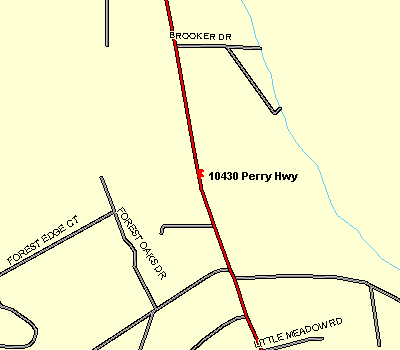 BROOKER DR
10430 Perry Hwy
FOREST EDGE CT
FOREST OAKS DR
LITTLE MEADOW RD